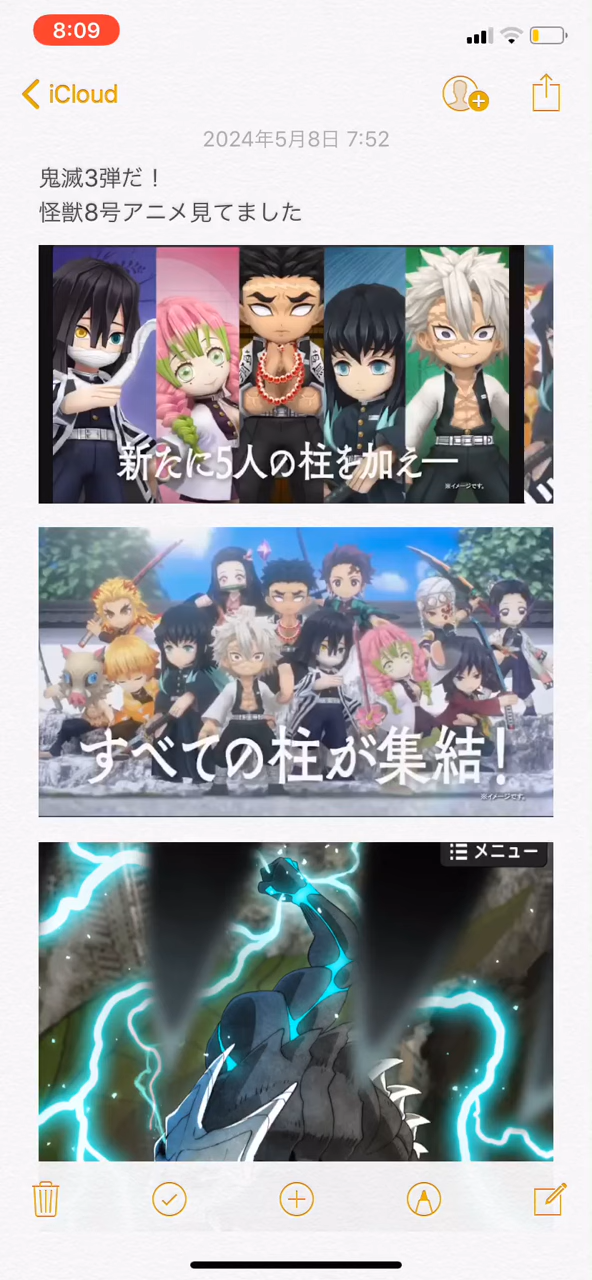 8:09
iCloud
2024年5月8日 7:52
鬼滅3弾だ！
怪獣8号アニメ見てました
新たに5人の柱を加え―
※イメージです。
すべての柱が集結！
※イメージです。
メニュー